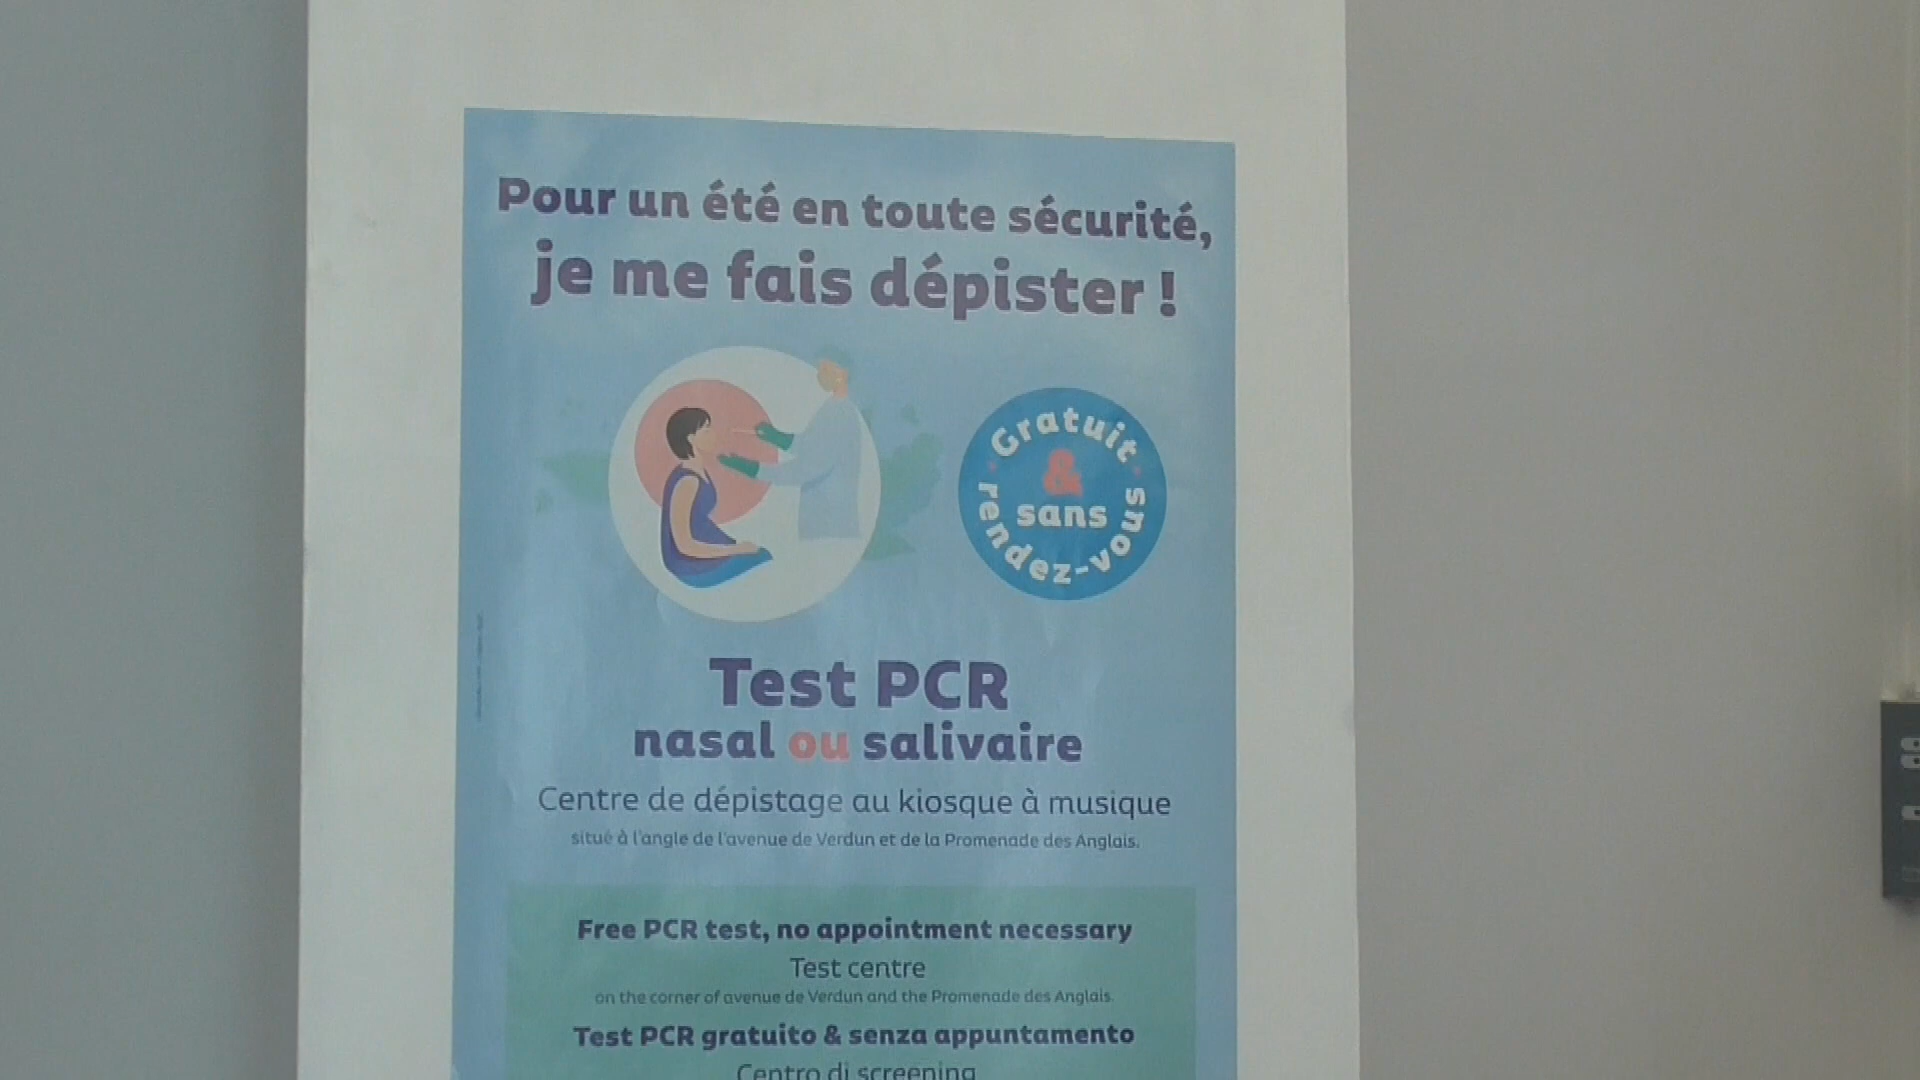 Pour un été en toute sécurité,
je me fais dépister !
Gratuit
&
sans
rendez-vous
Test PCR
nasal ou salivaire
Centre de dépistage au kiosque à musique
situé à l'angle de l'avenue de Verdun et de la Promenade des Anglais.
Free PCR test, no appointment necessary
Test centre
on the corner of avenue de Verdun and the Promenade des Anglais.
Test PCR gratuito & senza appuntamento
Centro di screening